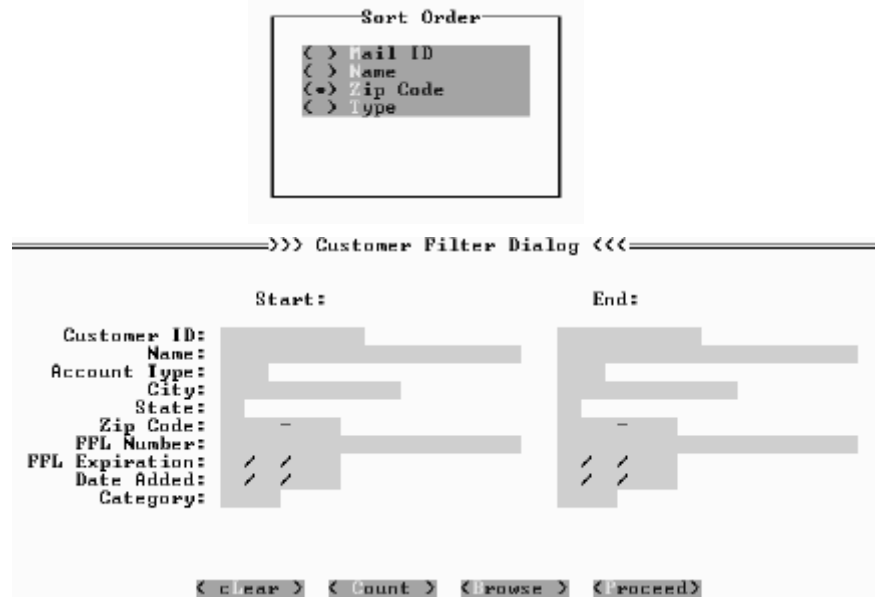 Sort Order
( ) Mail ID
( ) Name
(•) Zip Code
( ) Type
>>> Customer Filter Dialog <<<
Start: End:
Customer ID:
Name:
Account Type:
City:
State:
Zip Code: - -
FFL Number:
FFL Expiration: / / / /
Date Added: / / / /
Category:
< cLear > < Count > < Browse > < Proceed>